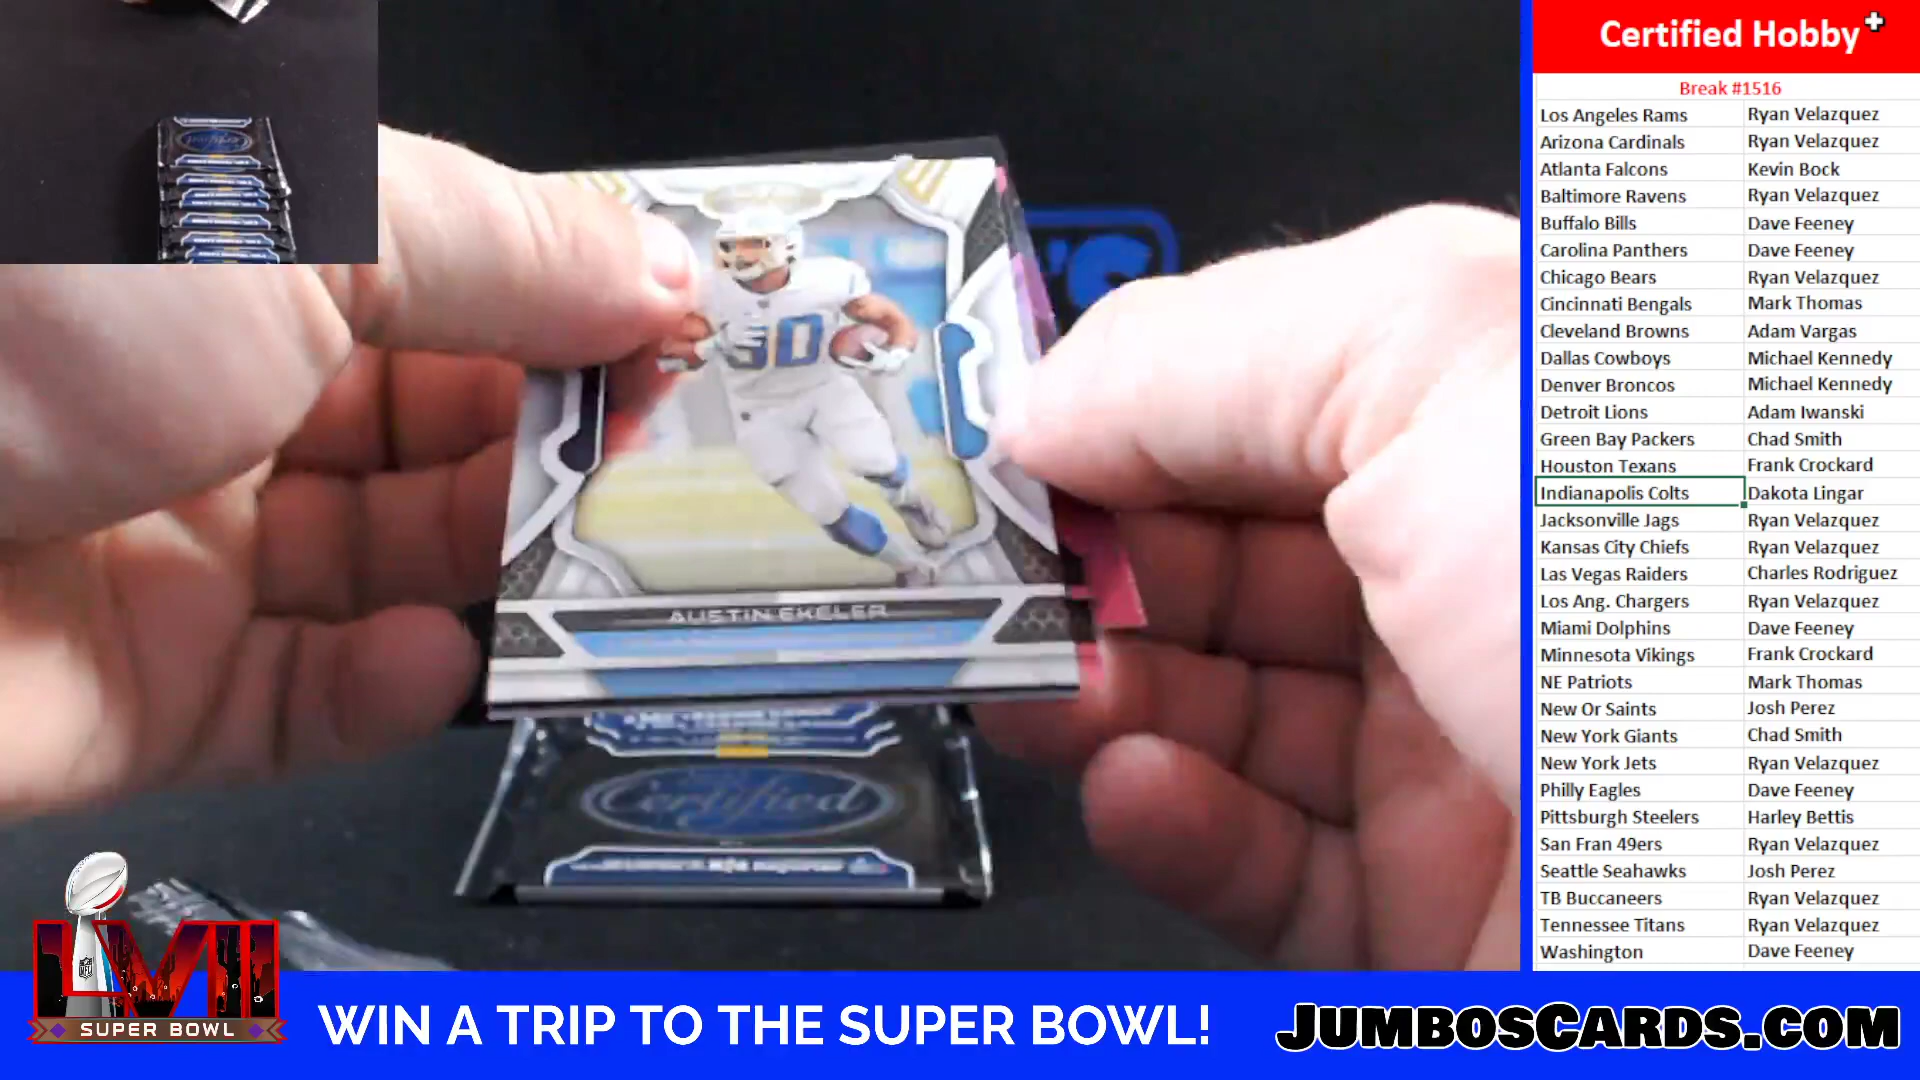 Certified Hobby+
Break #1516
Los Angeles Rams Ryan Velazquez
Arizona Cardinals Ryan Velazquez
Atlanta Falcons Kevin Bock
Baltimore Ravens Ryan Velazquez
Buffalo Bills Dave Feeney
Carolina Panthers Dave Feeney
Chicago Bears Ryan Velazquez
Cincinnati Bengals Mark Thomas
Cleveland Browns Adam Vargas
Dallas Cowboys Michael Kennedy
Denver Broncos Michael Kennedy
Detroit Lions Adam Iwanski
Green Bay Packers Chad Smith
Houston Texans Frank Crockard
Indianapolis Colts Dakota Lingar
Jacksonville Jags Ryan Velazquez
Kansas City Chiefs Ryan Velazquez
Las Vegas Raiders Charles Rodriguez
Los Ang. Chargers Ryan Velazquez
Miami Dolphins Dave Feeney
Minnesota Vikings Frank Crockard
NE Patriots Mark Thomas
New Or Saints Josh Perez
New York Giants Chad Smith
New York Jets Ryan Velazquez
Philly Eagles Dave Feeney
Pittsburgh Steelers Harley Bettis
San Fran 49ers Ryan Velazquez
Seattle Seahawks Josh Perez
TB Buccaneers Ryan Velazquez
Tennessee Titans Ryan Velazquez
Washington Dave Feeney
Certified
30
AUSTIN EKELER
Certified
LVII
NFL
SUPER BOWL
WIN A TRIP TO THE SUPER BOWL!
JUMBOSCARDS.COM